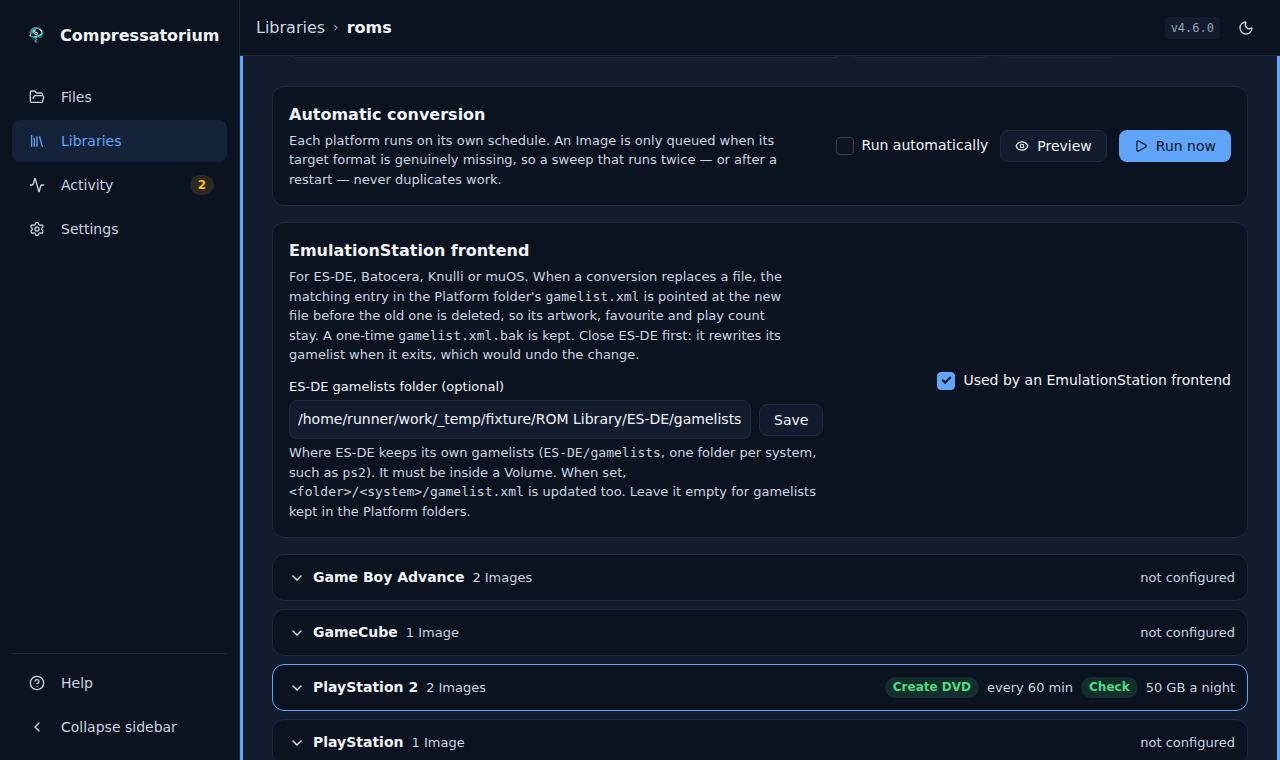 Compressatorium
Libraries › roms
v4.6.0
Files
Libraries
Activity
2
Settings
Help
Collapse sidebar
Automatic conversion
Each platform runs on its own schedule. An Image is only queued when its
target format is genuinely missing, so a sweep that runs twice — or after a
restart — never duplicates work.
Run automatically
Preview
Run now
EmulationStation frontend
For ES-DE, Batocera, Knulli or muOS. When a conversion replaces a file, the
matching entry in the Platform folder's gamelist.xml is pointed at the new
file before the old one is deleted, so its artwork, favourite and play count
stay. A one-time gamelist.xml.bak is kept. Close ES-DE first: it rewrites its
gamelist when it exits, which would undo the change.
ES-DE gamelists folder (optional)
/home/runner/work/_temp/fixture/ROM Library/ES-DE/gamelists
Save
Where ES-DE keeps its own gamelists (ES-DE/gamelists, one folder per system,
such as ps2). It must be inside a Volume. When set,
<folder>/<system>/gamelist.xml is updated too. Leave it empty for gamelists
kept in the Platform folders.
Used by an EmulationStation frontend
Game Boy Advance 2 Images not configured
GameCube 1 Image not configured
PlayStation 2 2 Images Create DVD every 60 min Check 50 GB a night
PlayStation 1 Image not configured